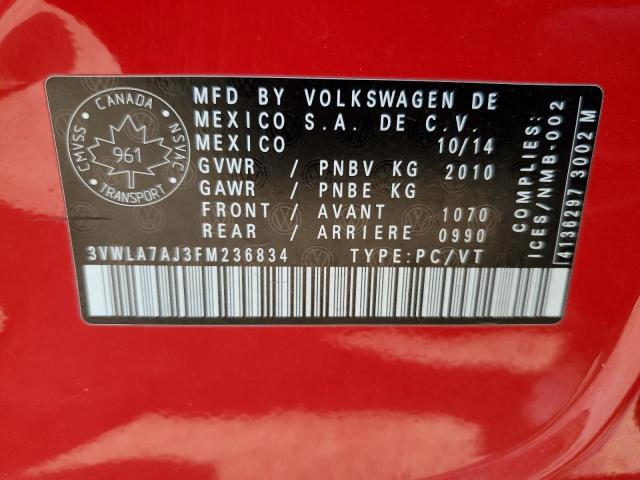 CANADA
CMVSS
NSVAC
961
TRANSPORT
MFD BY VOLKSWAGEN DE
MEXICO S.A. DE C.V.
MEXICO 10/14
GVWR / PNBV KG 2010
GAWR / PNBE KG
FRONT / AVANT 1070
REAR / ARRIERE 0990
3VWLA7AJ3FM236834 TYPE:PC/VT
COMPLIES:
ICES/NMB-002
4136297 3002 M